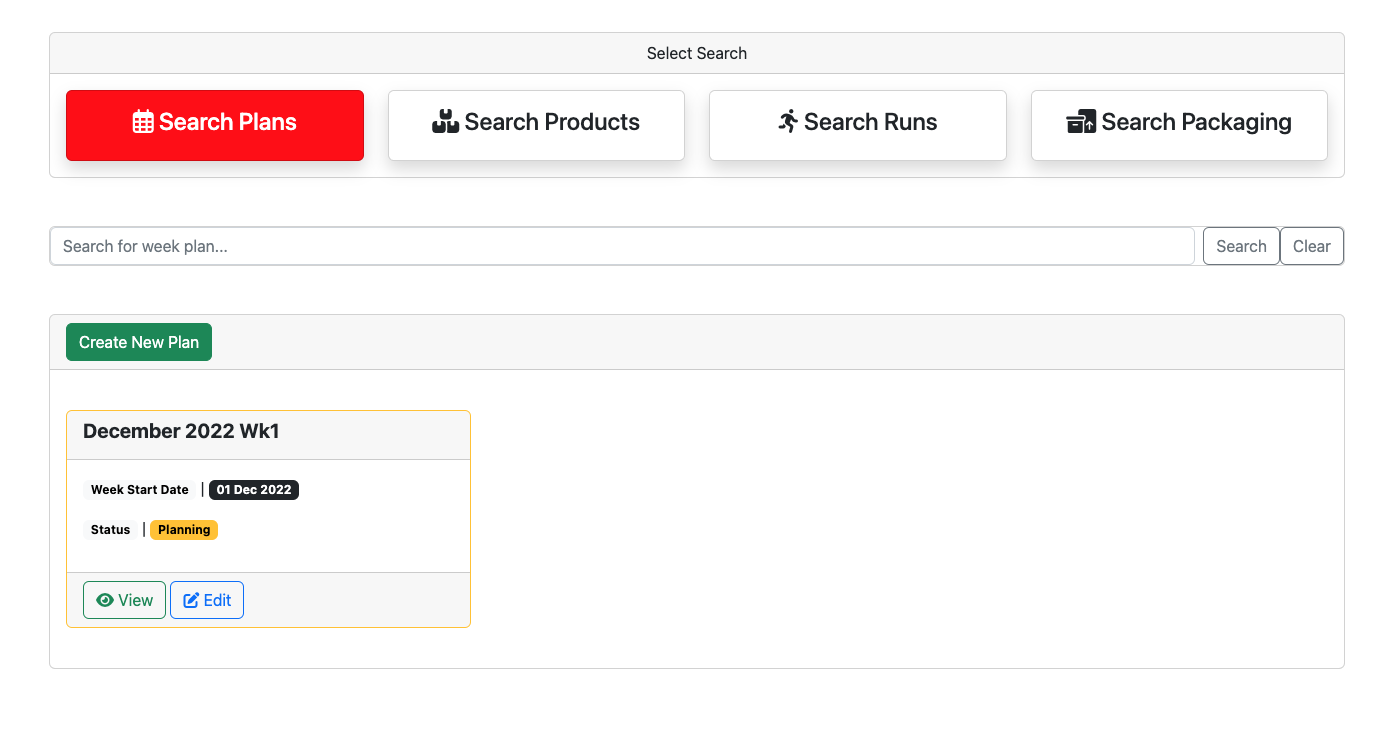 Select Search
Search Plans
Search Products
Search Runs
Search Packaging
Search for week plan...
Search
Clear
Create New Plan
December 2022 Wk1
Week Start Date | 01 Dec 2022
Status | Planning
View
Edit